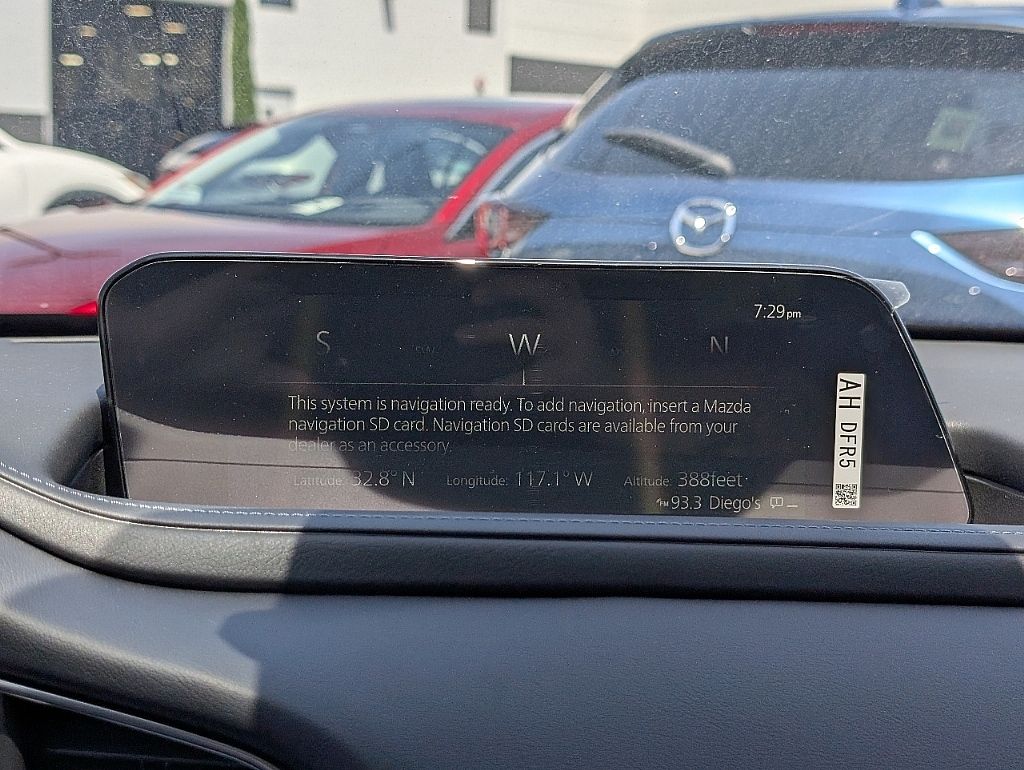 7:29pm
S W N
This system is navigation ready. To add navigation, insert a Mazda
navigation SD card. Navigation SD cards are available from your
dealer as an accessory.
Latitude: 32.8° N Longitude: 117.1° W Altitude: 388feet
FM 93.3 Diego's
AH DFR5